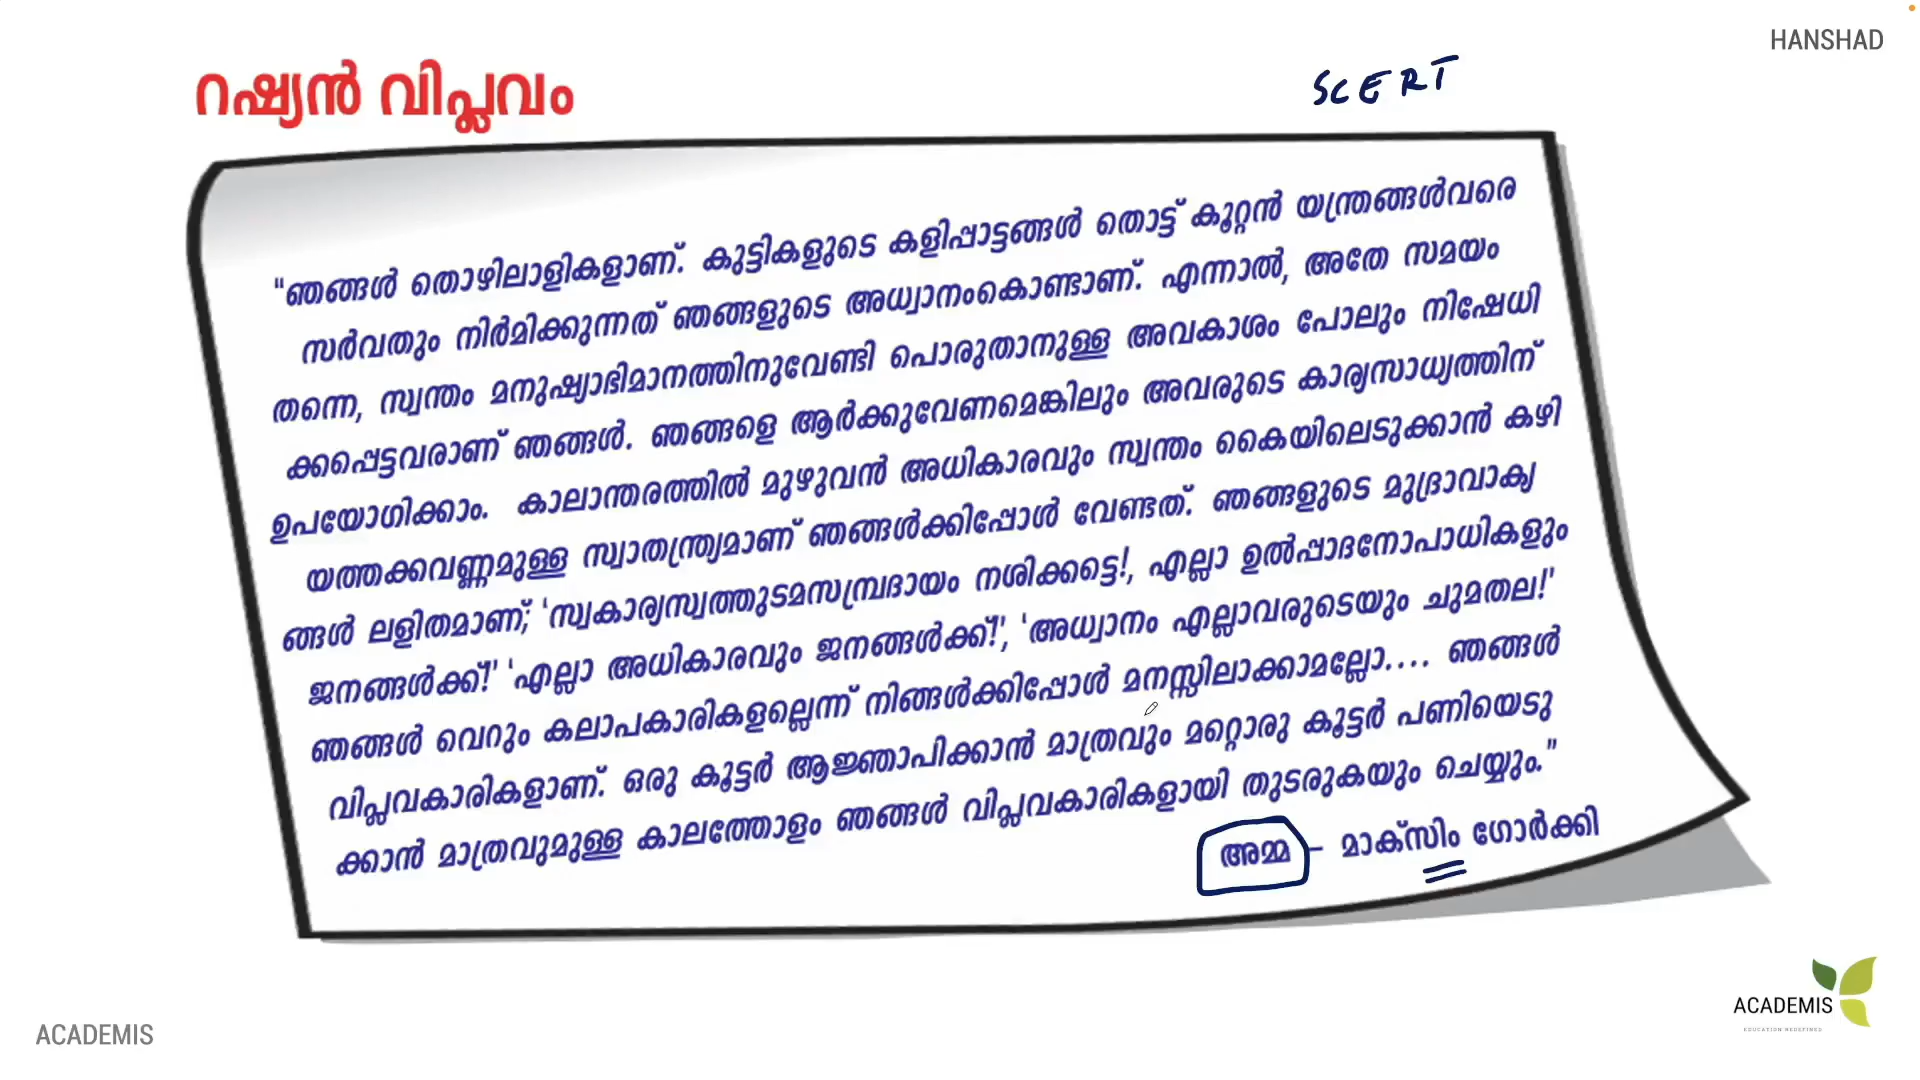 HANSHAD
SCERT
റഷ്യൻ വിപ്ലവം
"ഞങ്ങൾ തൊഴിലാളികളാണ്. കുട്ടികളുടെ കളിപ്പാട്ടങ്ങൾ തൊട്ട് കൂറ്റൻ യന്ത്രങ്ങൾവരെ
സർവതും നിർമിക്കുന്നത് ഞങ്ങളുടെ അധ്വാനംകൊണ്ടാണ്. എന്നാൽ, അതേ സമയം
തന്നെ, സ്വന്തം മനുഷ്യാഭിമാനത്തിനുവേണ്ടി പൊരുതാനുള്ള അവകാശം പോലും നിഷേധി
ക്കപ്പെട്ടവരാണ് ഞങ്ങൾ. ഞങ്ങളെ ആർക്കുവേണമെങ്കിലും അവരുടെ കാര്യസാധ്യത്തിന്
ഉപയോഗിക്കാം. കാലാന്തരത്തിൽ മുഴുവൻ അധികാരവും സ്വന്തം കൈയിലെടുക്കാൻ കഴി
യത്തക്കവണ്ണമുള്ള സ്വാതന്ത്ര്യമാണ് ഞങ്ങൾക്കിപ്പോൾ വേണ്ടത്. ഞങ്ങളുടെ മുദ്രാവാക്യ
ങ്ങൾ ലളിതമാണ്; 'സ്വകാര്യസ്വത്തുടമസമ്പ്രദായം നശിക്കട്ടെ!, എല്ലാ ഉൽപ്പാദനോപാധികളും
ജനങ്ങൾക്ക്!' 'എല്ലാ അധികാരവും ജനങ്ങൾക്ക്!', 'അധ്വാനം എല്ലാവരുടെയും ചുമതല!'
ഞങ്ങൾ വെറും കലാപകാരികളല്ലെന്ന് നിങ്ങൾക്കിപ്പോൾ മനസ്സിലാക്കാമല്ലോ.... ഞങ്ങൾ
വിപ്ലവകാരികളാണ്. ഒരു കൂട്ടർ ആജ്ഞാപിക്കാൻ മാത്രവും മറ്റൊരു കൂട്ടർ പണിയെടു
ക്കാൻ മാത്രവുമുള്ള കാലത്തോളം ഞങ്ങൾ വിപ്ലവകാരികളായി തുടരുകയും ചെയ്യും."
അമ്മ – മാക്സിം ഗോർക്കി
ACADEMIS
EDUCATION REDEFINED
ACADEMIS